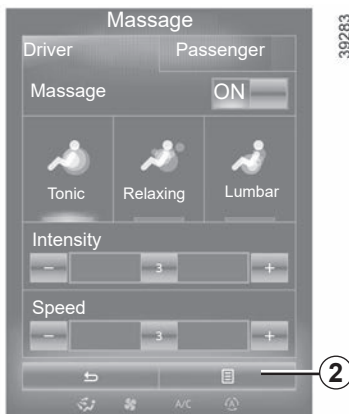 Massage
39283
Driver Passenger
Massage ON
Tonic Relaxing Lumbar
Intensity
- 3 +
Speed
- 3 +
2
A/C A